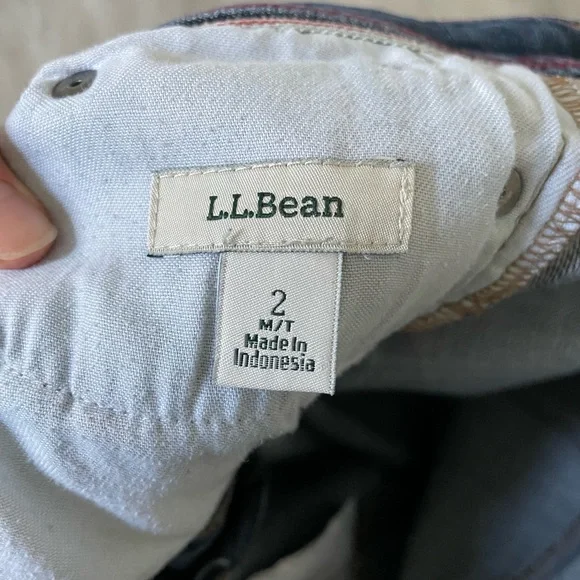 L.L.Bean
2
M/T
Made In
Indonesia